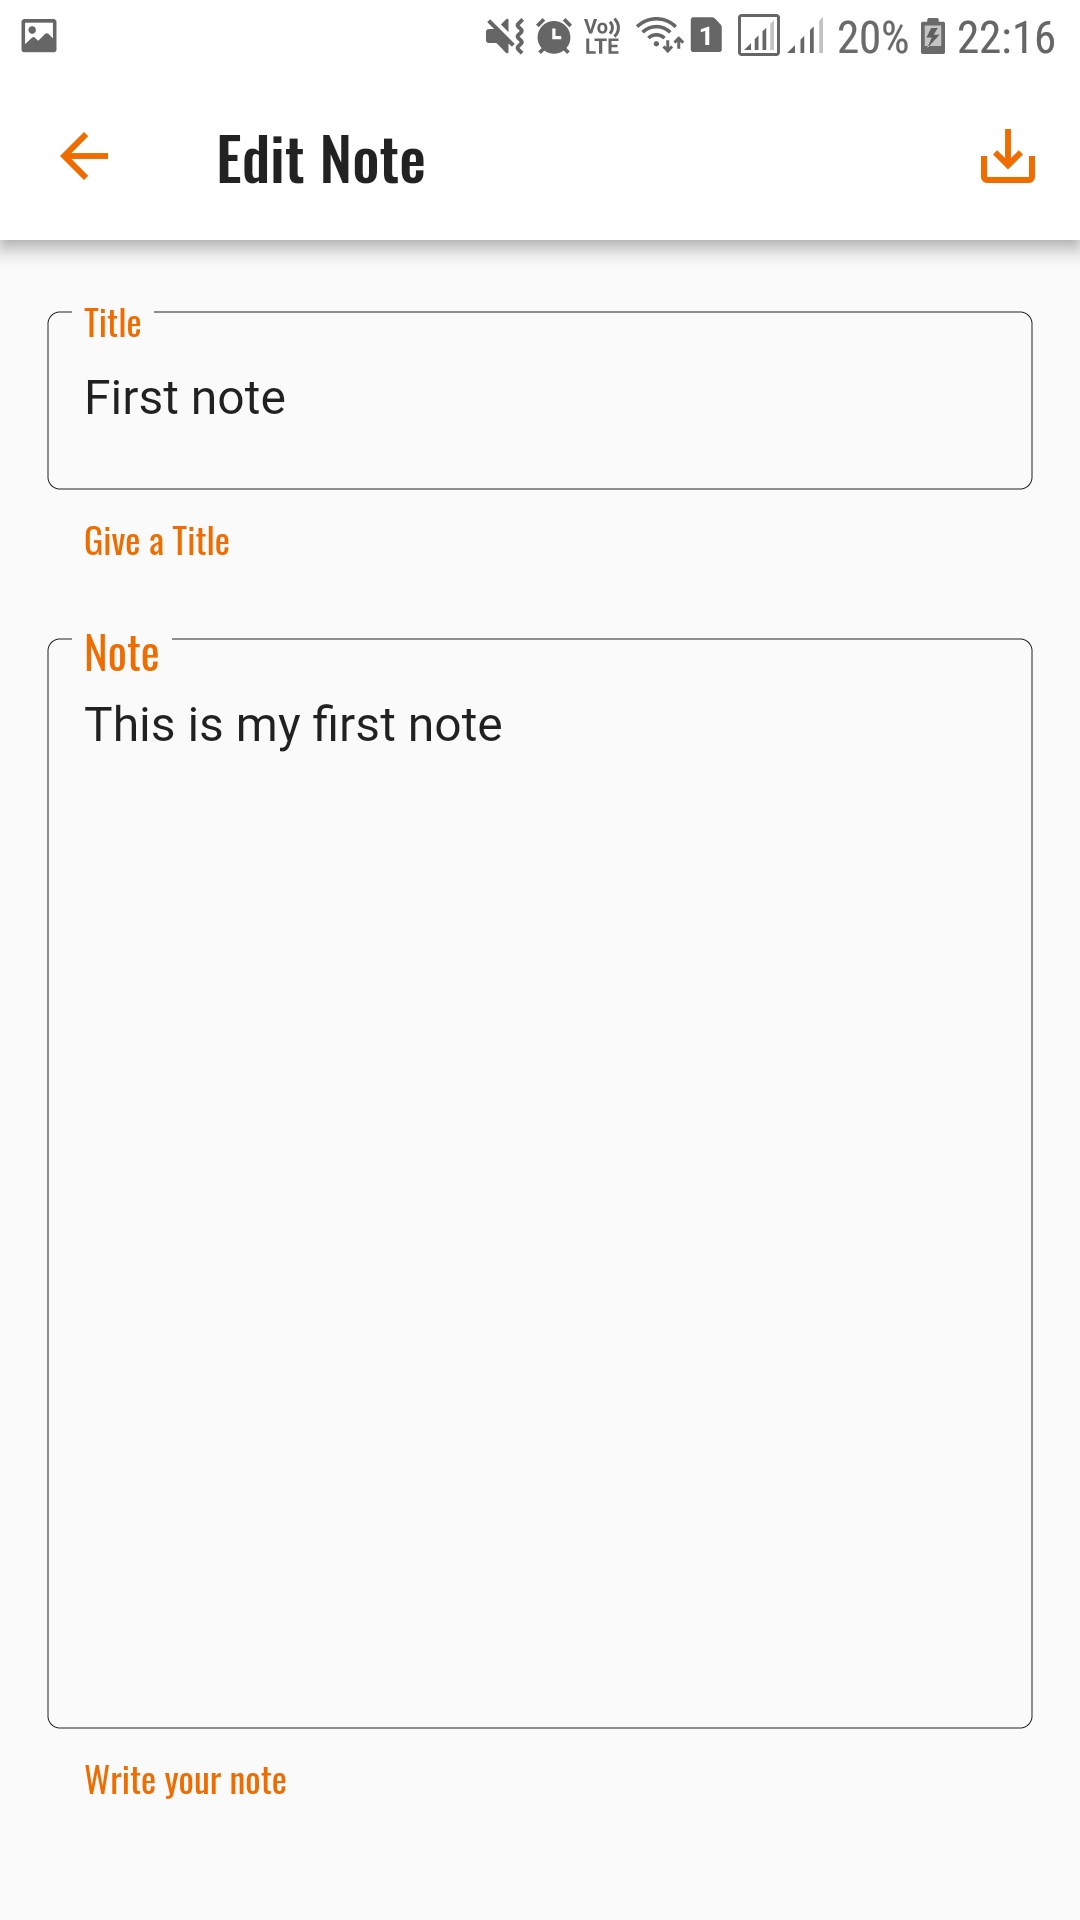 Vo)) LTE 1 20% 22:16
Edit Note
Title
First note
Give a Title
Note
This is my first note
Write your note